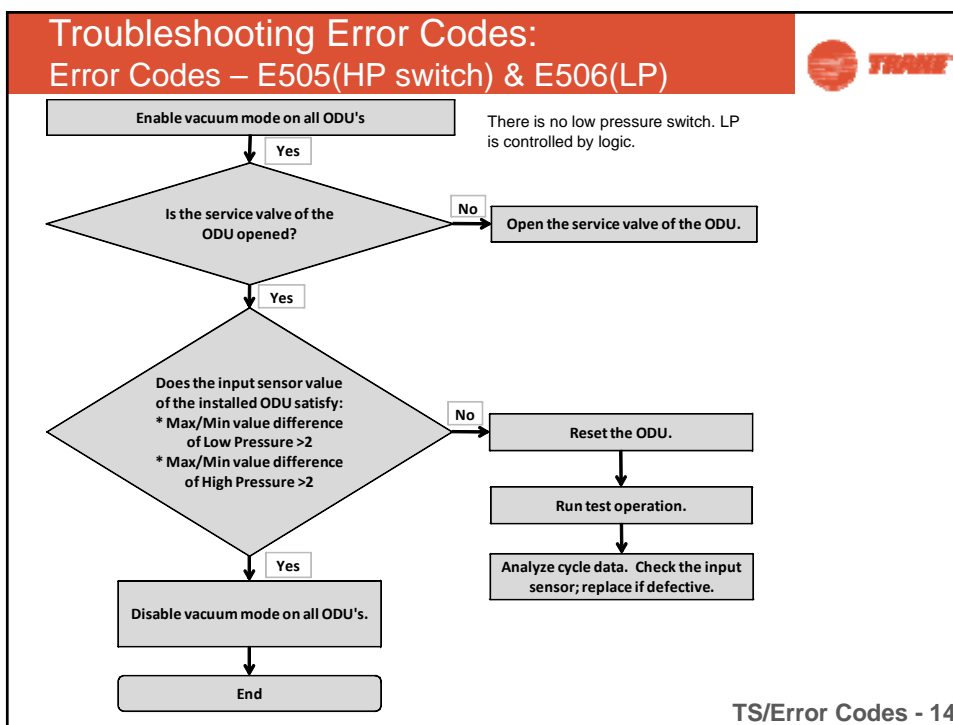 Troubleshooting Error Codes:
Error Codes – E505(HP switch) & E506(LP)
TRANE
Enable vacuum mode on all ODU's
There is no low pressure switch. LP
is controlled by logic.
Yes
Is the service valve of the
ODU opened?
No
Open the service valve of the ODU.
Yes
Does the input sensor value
of the installed ODU satisfy:
* Max/Min value difference
of Low Pressure >2
* Max/Min value difference
of High Pressure >2
No
Reset the ODU.
Run test operation.
Analyze cycle data. Check the input
sensor; replace if defective.
Yes
Disable vacuum mode on all ODU's.
End
TS/Error Codes - 14